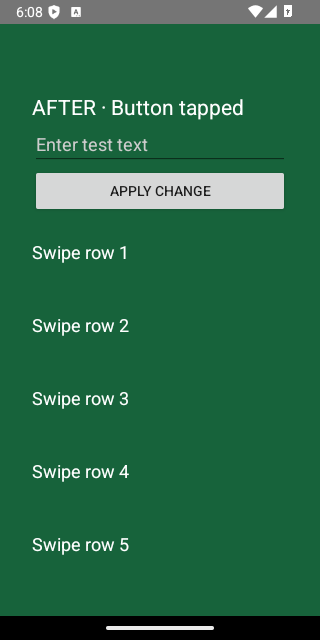 6:08
AFTER · Button tapped
Enter test text
APPLY CHANGE
Swipe row 1
Swipe row 2
Swipe row 3
Swipe row 4
Swipe row 5